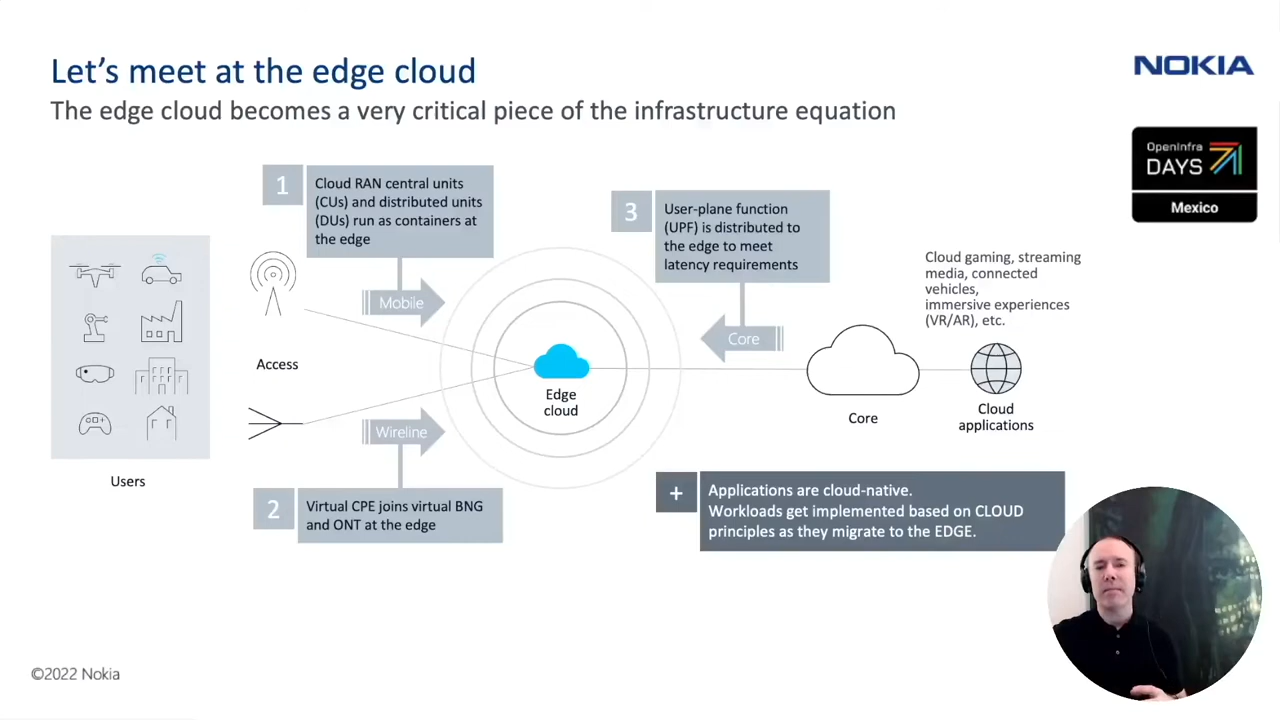 Let's meet at the edge cloud
The edge cloud becomes a very critical piece of the infrastructure equation
NOKIA
OpenInfra
DAYS
Mexico
1
Cloud RAN central units
(CUs) and distributed units
(DUs) run as containers at
the edge
3
User-plane function
(UPF) is distributed to
the edge to meet
latency requirements
Cloud gaming, streaming
media, connected
vehicles,
immersive experiences
(VR/AR), etc.
Mobile
Core
Access
Edge
cloud
Core
Cloud
applications
Wireline
Users
2
Virtual CPE joins virtual BNG
and ONT at the edge
+
Applications are cloud-native.
Workloads get implemented based on CLOUD
principles as they migrate to the EDGE.
©2022 Nokia